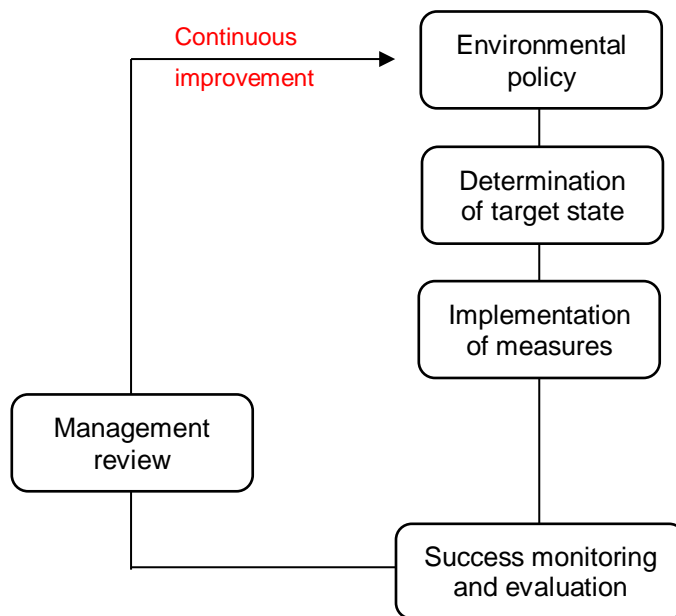 Continuous
improvement
Environmental
policy
Determination
of target state
Implementation
of measures
Management
review
Success monitoring
and evaluation